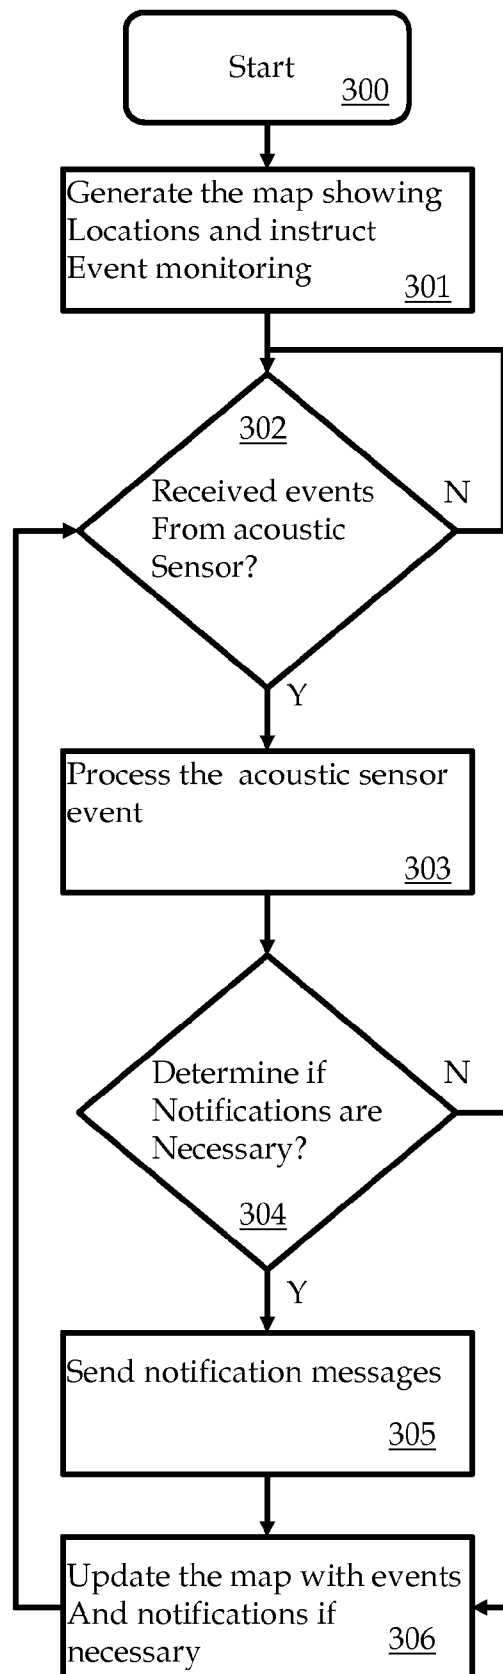 Start
300
Generate the map showing
Locations and instruct
Event monitoring
301
302
Received events
From acoustic
Sensor?
N
Y
Process the acoustic sensor
event
303
Determine if
Notifications are
Necessary?
N
304
Y
Send notification messages
305
Update the map with events
And notifications if
necessary
306